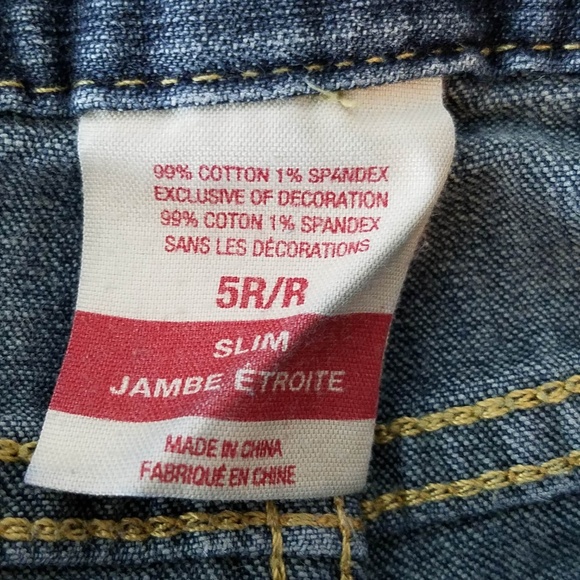 99% COTTON 1% SPANDEX
EXCLUSIVE OF DECORATION
99% COTON 1% SPANDEX
SANS LES DÉCORATIONS
5R/R
SLIM
JAMBE ÉTROITE
MADE IN CHINA
FABRIQUÉ EN CHINE